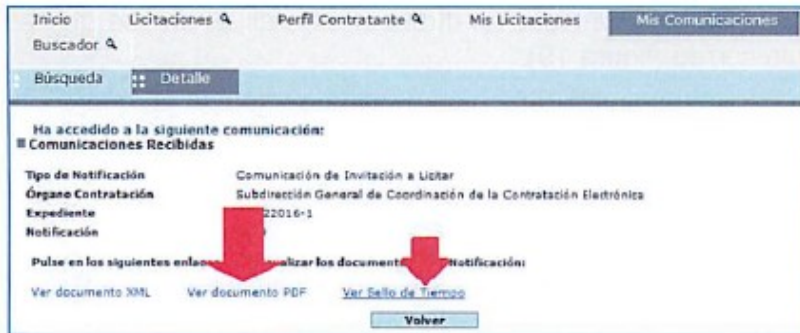 Inicio Licitaciones Perfil Contratante Mis Licitaciones Mis Comunicaciones
Buscador
Búsqueda Detalle
Ha accedido a la siguiente comunicación:
Comunicaciones Recibidas
Tipo de Notificación Comunicación de Invitación a Licitar
Órgano Contratación Subdirección General de Coordinación de la Contratación Electrónica
Expediente 22016-1
Notificación
Pulse en los siguientes los Notificación:
Ver documento XML Ver documento PDF Ver Sello de Tiempo
Volver